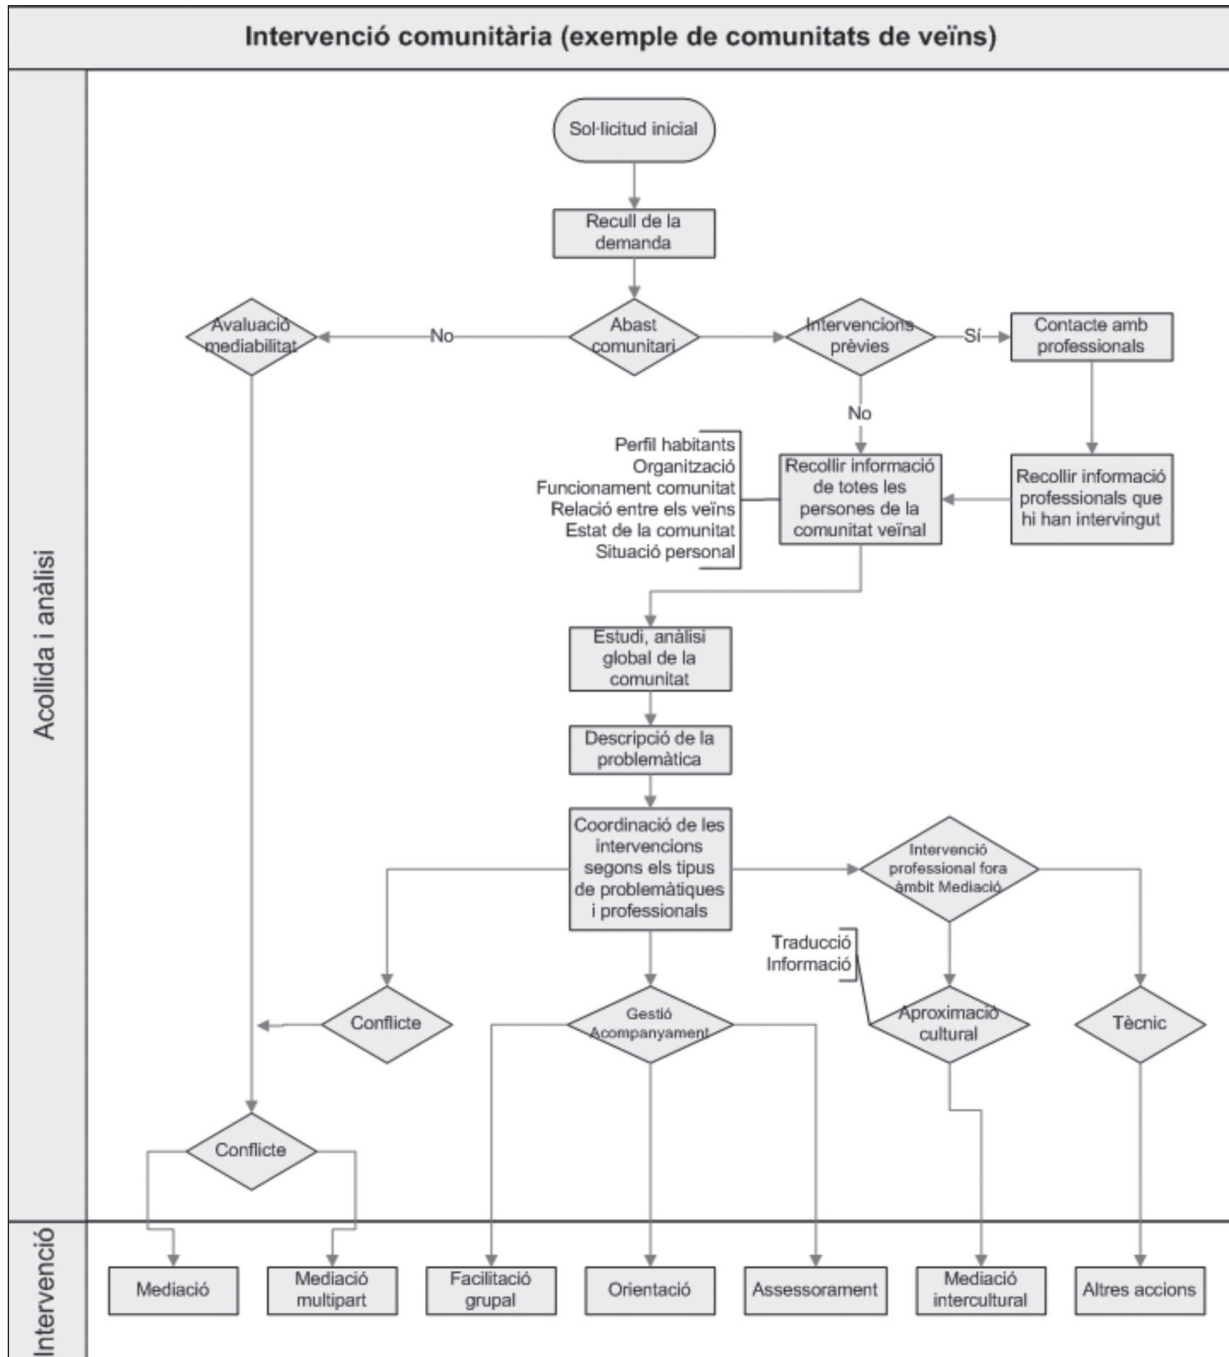 Intervenció comunitària (exemple de comunitats de veïns)
Acollida i anàlisi
Sol·licitud inicial
Recull de la
demanda
Avaluació
mediabilitat
No
Abast
comunitari
Intervencions
prèvies
Sí
Contacte amb
professionals
No
Perfil habitants
Organització
Funcionament comunitat
Relació entre els veïns
Estat de la comunitat
Situació personal
Recollir informació
de totes les
persones de la
comunitat veïnal
Recollir informació
professionals que
hi han intervingut
Estudi, anàlisi
global de la
comunitat
Descripció de la
problemàtica
Coordinació de les
intervencions
segons els tipus
de problemàtiques
i professionals
Intervenció
professional fora
àmbit Mediació
Traducció
Informació
Conflicte
Gestió
Acompanyament
Aproximació
cultural
Tècnic
Conflicte
Intervenció
Mediació
Mediació
multipart
Facilitació
grupal
Orientació
Assessorament
Mediació
intercultural
Altres accions